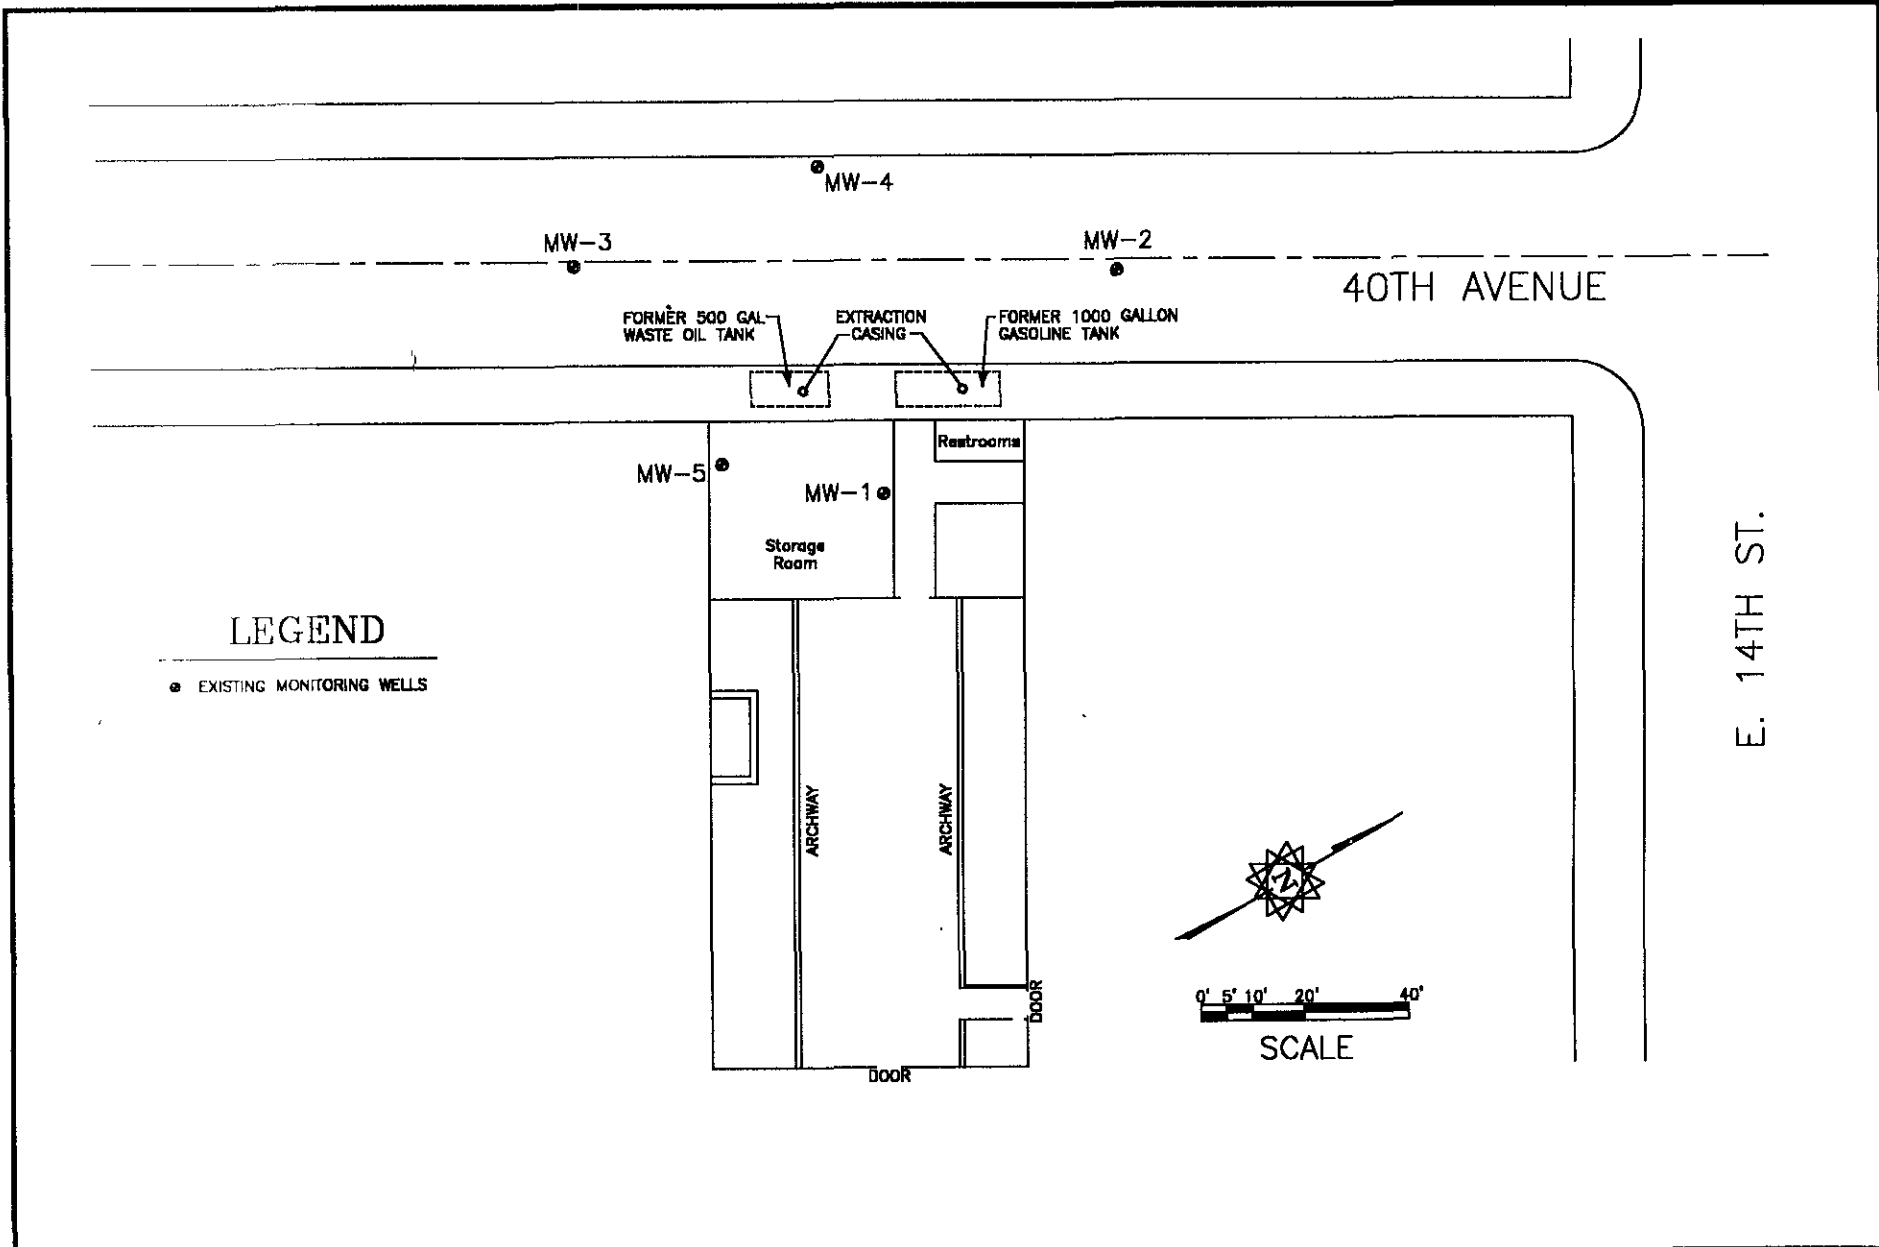 MW-4
MW-3
MW-2
40TH AVENUE
FORMER 500 GAL
WASTE OIL TANK
EXTRACTION
CASING
FORMER 1000 GALLON
GASOLINE TANK
Restrooms
MW-5
MW-1
Storage
Room
E. 14TH ST.
LEGEND
EXISTING MONITORING WELLS
ARCHWAY
ARCHWAY
N
DOOR
DOOR
0' 5' 10' 20' 40'
SCALE